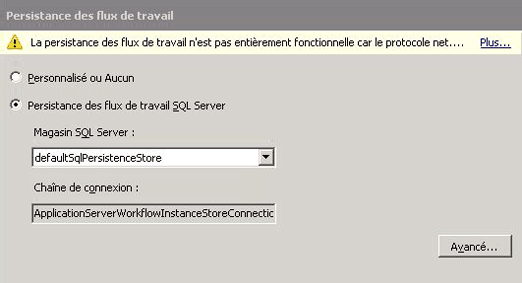 Persistance des flux de travail
La persistance des flux de travail n'est pas entièrement fonctionnelle car le protocole net.... Plus...
Personnalisé ou Aucun
Persistance des flux de travail SQL Server
Magasin SQL Server :
defaultSqlPersistenceStore
Chaîne de connexion :
ApplicationServerWorkflowInstanceStoreConnectic
Avancé...